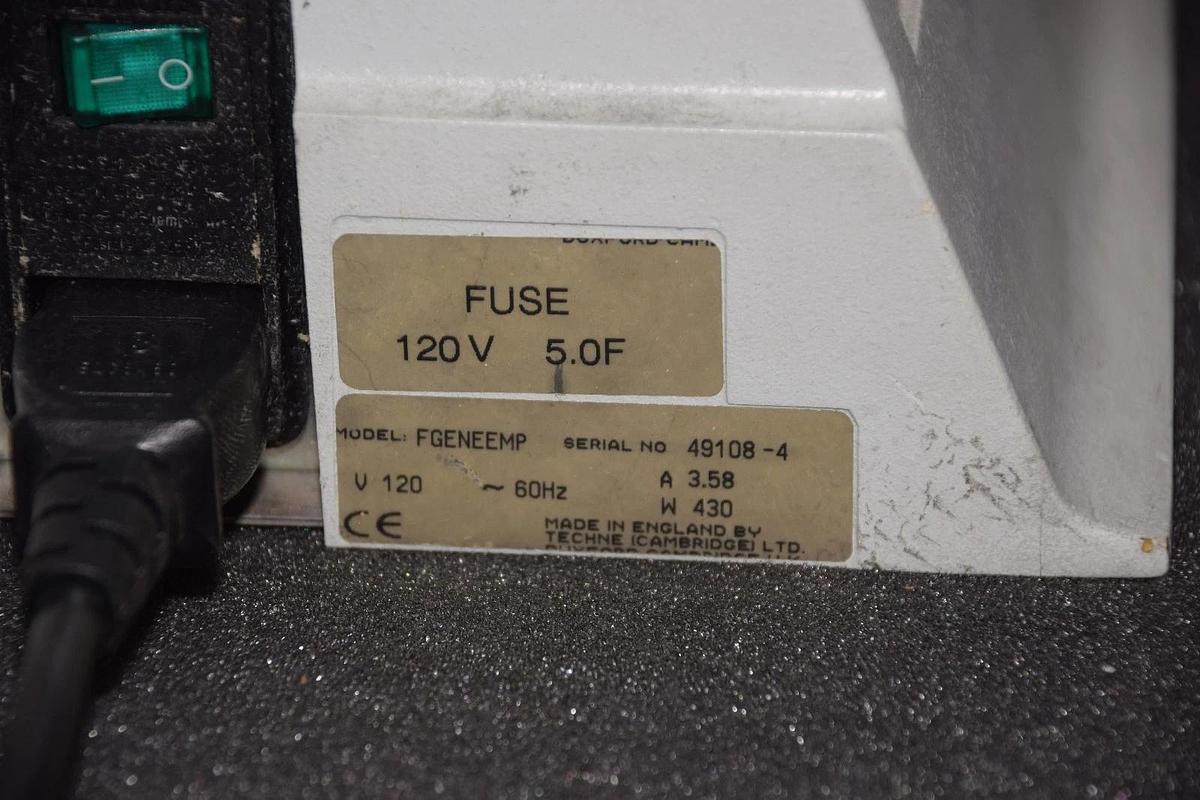 FUSE
120 V 5.0F
MODEL: FGENEEMP SERIAL NO 49108-4
V 120 ~ 60Hz A 3.58
W 430
CE
MADE IN ENGLAND BY
TECHNE (CAMBRIDGE) LTD.